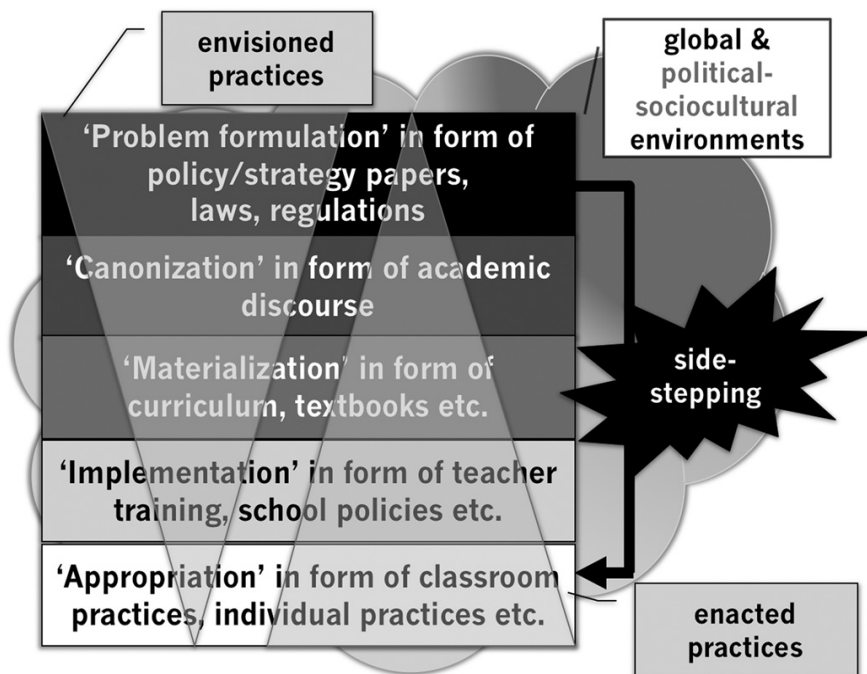 envisioned
practices
global &
political-
sociocultural
environments
‘Problem formulation’ in form of
policy/strategy papers,
laws, regulations
‘Canonization’ in form of academic
discourse
‘Materialization’ in form of
curriculum, textbooks etc.
side-
stepping
‘Implementation’ in form of teacher
training, school policies etc.
‘Appropriation’ in form of classroom
practices, individual practices etc.
enacted
practices